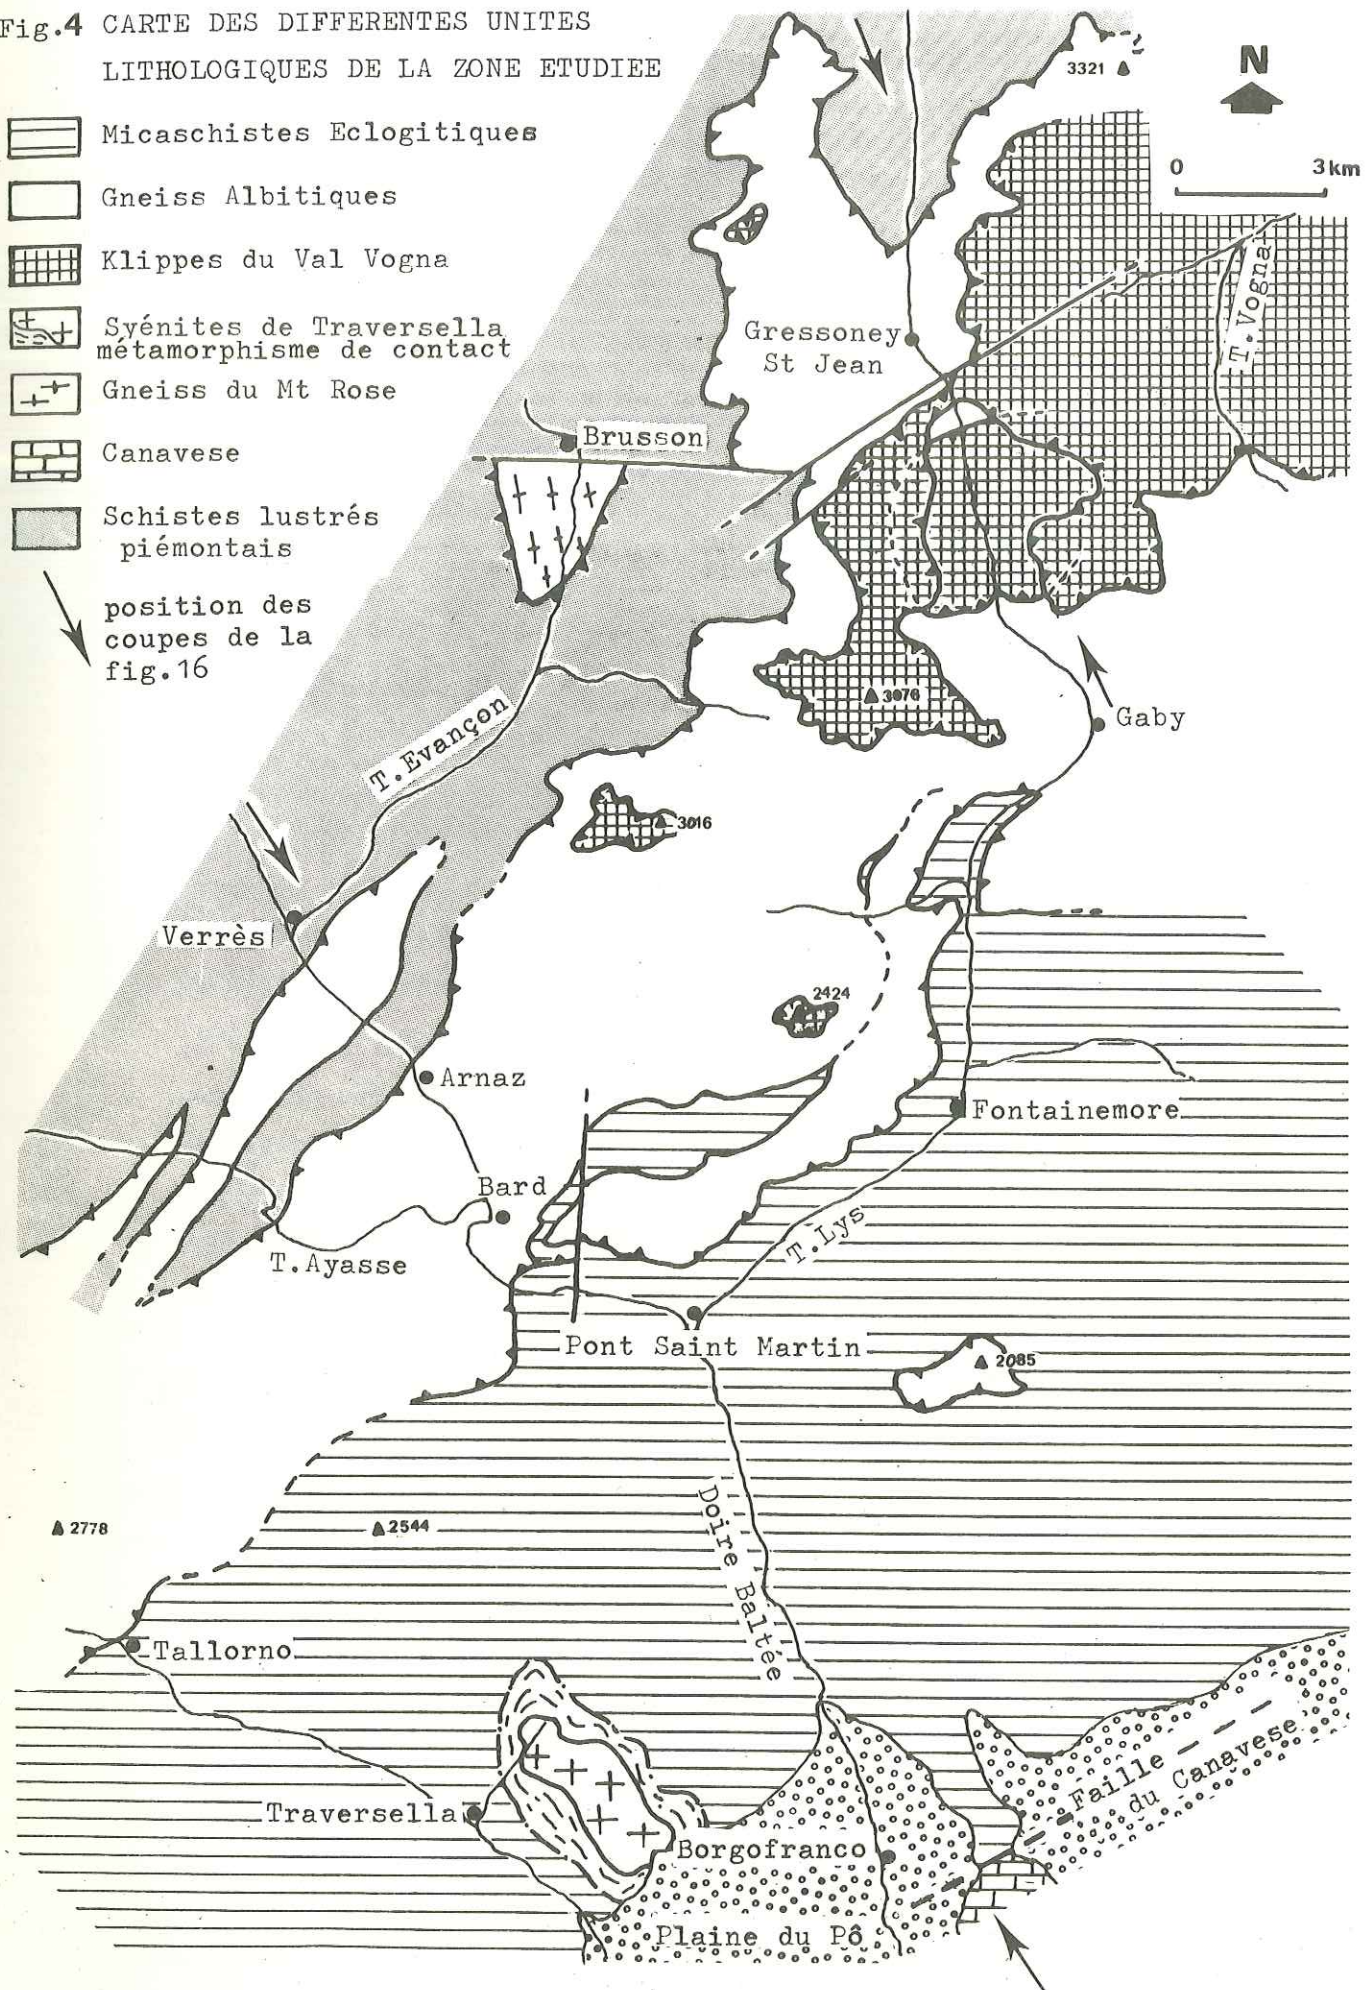 Fig.4 CARTE DES DIFFERENTES UNITES
LITHOLOGIQUES DE LA ZONE ETUDIEE
Micaschistes Eclogitiques
Gneiss Albitiques
Klippes du Val Vogna
Syénites de Traversella
métamorphisme de contact
Gneiss du Mt Rose
Canavese
Schistes lustrés
piémontais
position des
coupes de la
fig.16
N
0 3km
3321
T.Vogna
Gressoney
St Jean
Brusson
3076
Gaby
T.Evançon
3016
Verrès
2424
Arnaz
Fontainemore
Bard
T.Lys
T.Ayasse
Pont Saint Martin
2085
Doire Baltée
2778
2544
Tallorno
Traversella
Faille
du Canavese
Borgofranco
Plaine du Pô